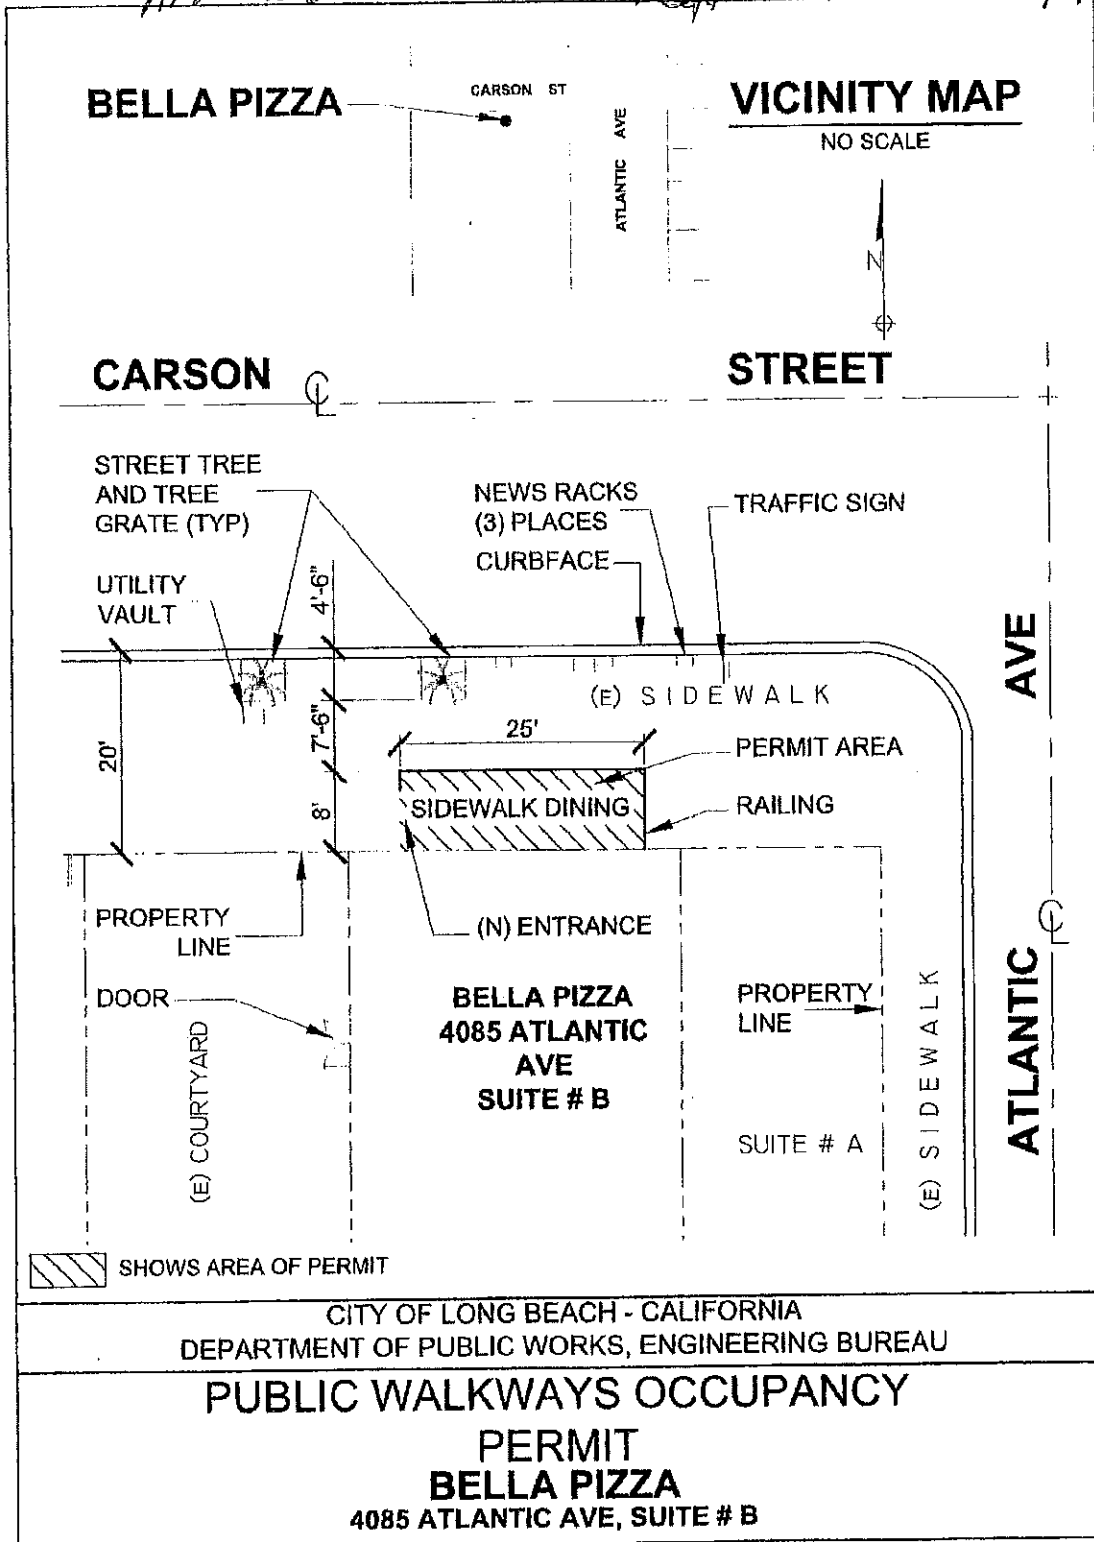 BELLA PIZZA
CARSON ST
ATLANTIC AVE
VICINITY MAP
NO SCALE
N
CARSON STREET
STREET TREE
AND TREE
GRATE (TYP)
NEWS RACKS
(3) PLACES
TRAFFIC SIGN
CURBFACE
UTILITY
VAULT
4'-6"
(E) SIDEWALK
20'
7'-6"
25'
PERMIT AREA
8'
SIDEWALK DINING
RAILING
PROPERTY
LINE
(N) ENTRANCE
DOOR
(E) COURTYARD
BELLA PIZZA
4085 ATLANTIC
AVE
SUITE # B
PROPERTY
LINE
SUITE # A
(E) SIDEWALK
ATLANTIC AVE
SHOWS AREA OF PERMIT
CITY OF LONG BEACH - CALIFORNIA
DEPARTMENT OF PUBLIC WORKS, ENGINEERING BUREAU
PUBLIC WALKWAYS OCCUPANCY
PERMIT
BELLA PIZZA
4085 ATLANTIC AVE, SUITE # B